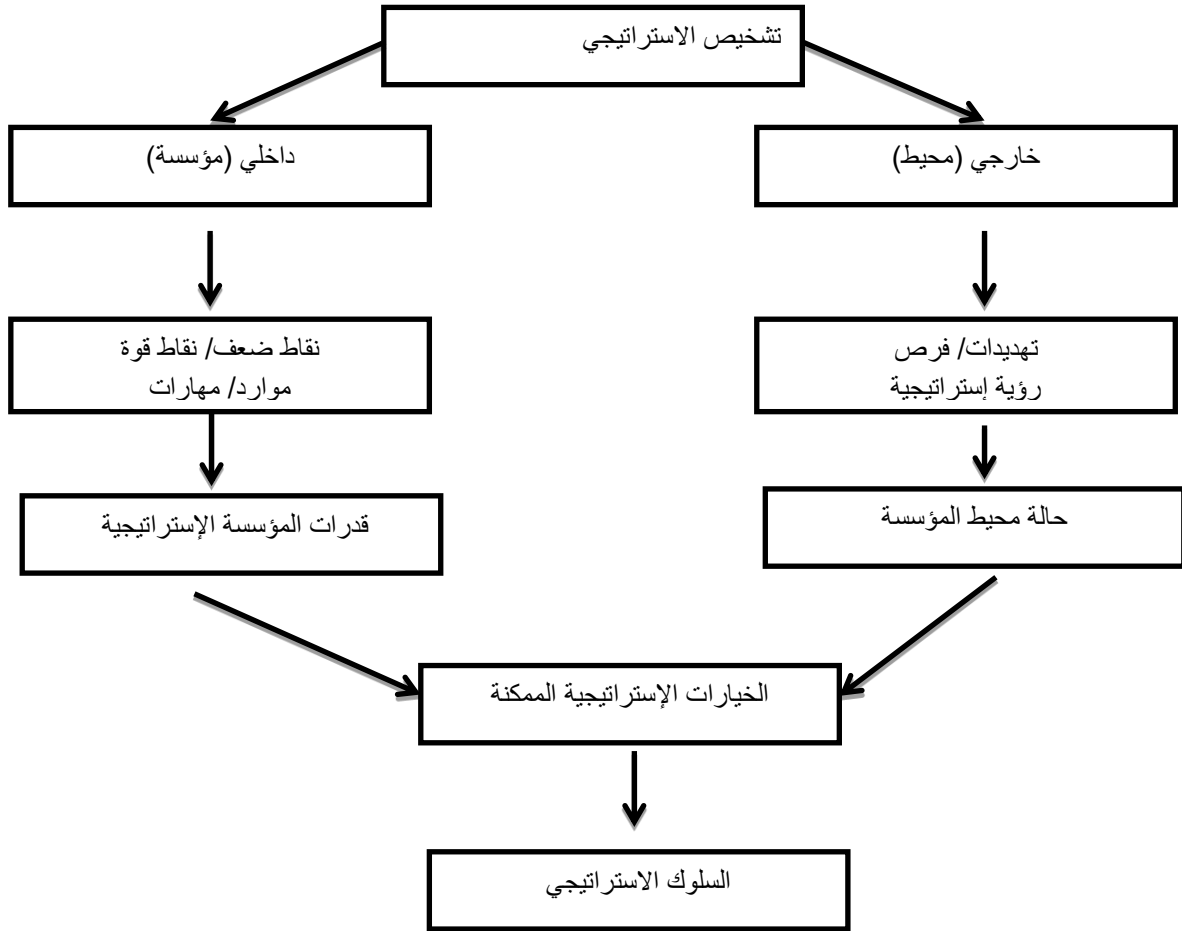 تشخيص الاستراتيجي
خارجي (محيط)
داخلي (مؤسسة)
تهديدات/ فرص
رؤية إستراتيجية
نقاط ضعف/ نقاط قوة
موارد/ مهارات
حالة محيط المؤسسة
قدرات المؤسسة الإستراتيجية
الخيارات الإستراتيجية الممكنة
السلوك الاستراتيجي